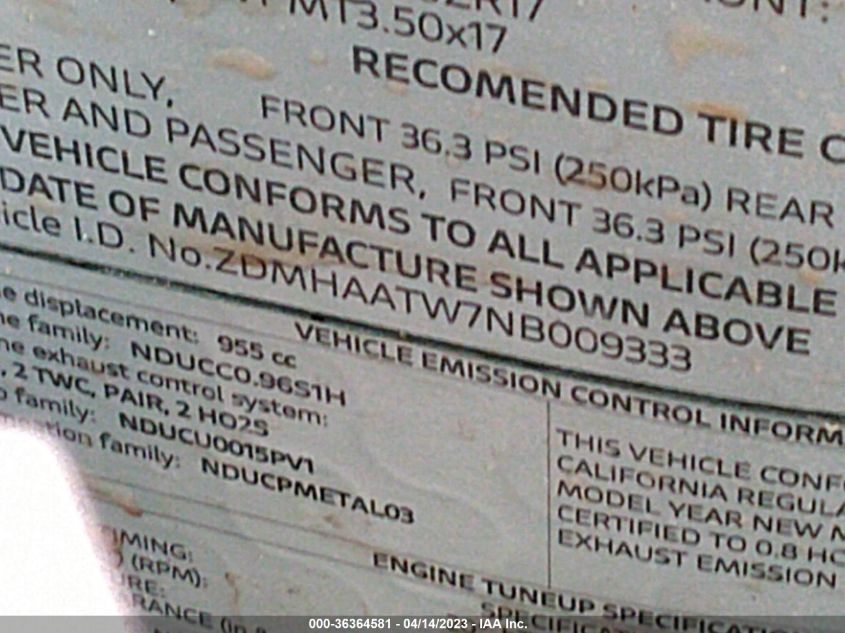 MT3.50x17
RECOMENDED TIRE
ER ONLY, FRONT 36.3 PSI (250kPa) REAR
ER AND PASSENGER, FRONT 36.3 PSI (250k
VEHICLE CONFORMS TO ALL APPLICABLE
DATE OF MANUFACTURE SHOWN ABOVE
icle I.D. No.ZDMHAATW7NB009333
VEHICLE EMISSION CONTROL INFORM
e displacement: 955 cc
ne family: NDUCC0.96S1H
ne exhaust control system:
, 2 TWC, PAIR, 2 HO2S
family: NDUCU0015PV1
family: NDUCPMETAL03
THIS VEHICLE CONF
CALIFORNIA REGULA
MODEL YEAR NEW M
CERTIFIED TO 0.8 HC
EXHAUST EMISSION
ENGINE TUNEUP SPECIFICATI
IMING:
(RPM):
000-36364581 - 04/14/2023 - IAA Inc.